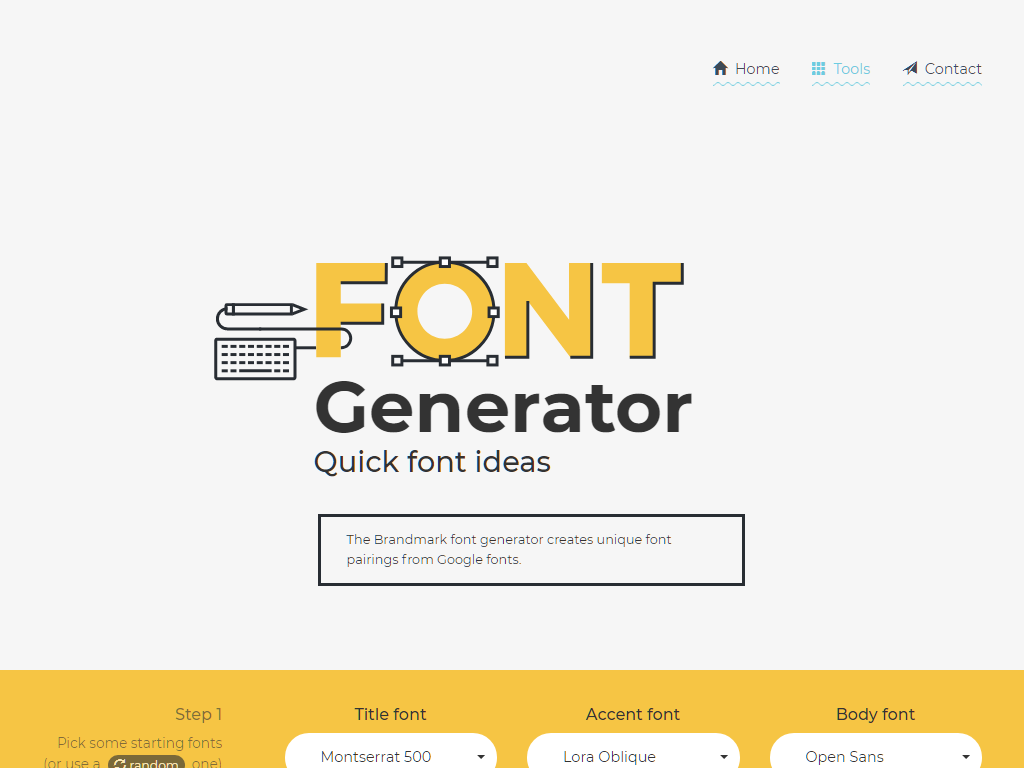 Home Tools Contact
FONT
Generator
Quick font ideas
The Brandmark font generator creates unique font
pairings from Google fonts.
Step 1
Pick some starting fonts
(or use a random one)
Title font
Montserrat 500
Accent font
Lora Oblique
Body font
Open Sans